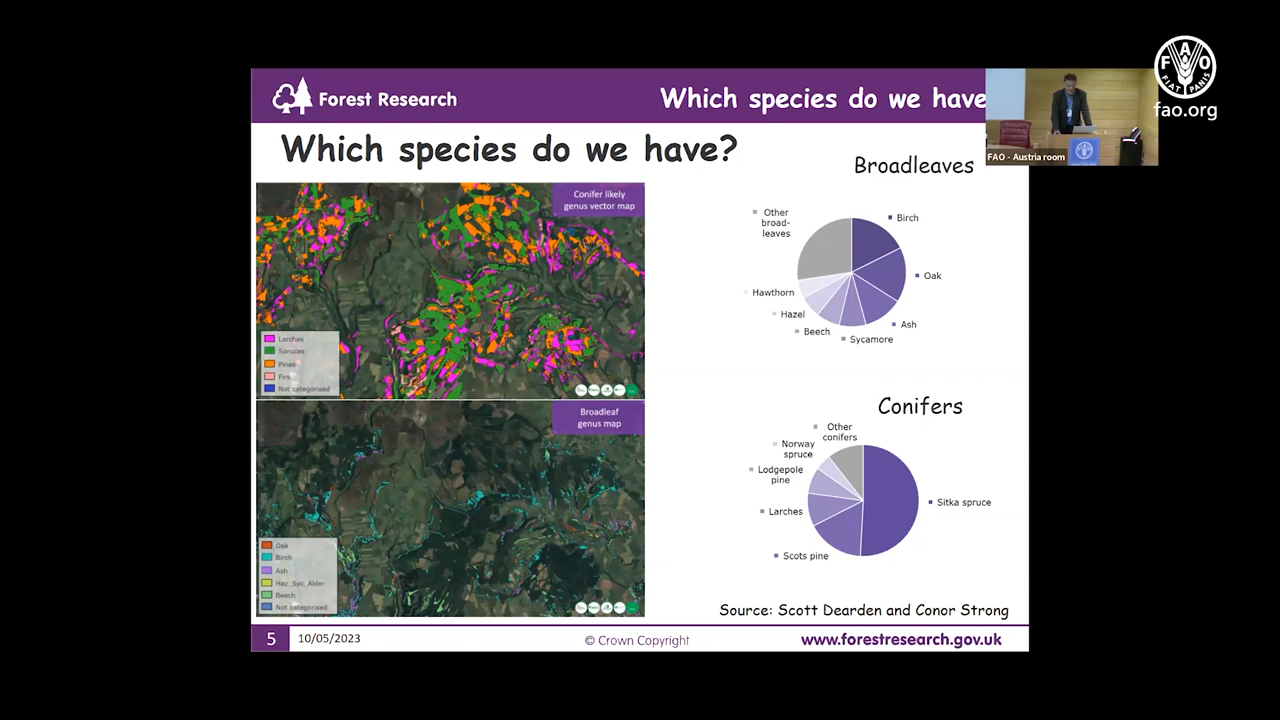 Forest Research
Which species do we have
FAO
FIAT PANIS
fao.org
FAO - Austria room
Which species do we have?
Conifer likely
genus vector map
Larches
Spruces
Pines
Firs
Not categorised
Broadleaf
genus map
Oak
Birch
Ash
Haz_Syc_Alder
Beech
Not categorised
Broadleaves
Other
broad-
leaves
Birch
Oak
Hawthorn
Hazel
Ash
Beech
Sycamore
Conifers
Other
conifers
Norway
spruce
Lodgepole
pine
Sitka spruce
Larches
Scots pine
Source: Scott Dearden and Conor Strong
5
10/05/2023
© Crown Copyright
www.forestresearch.gov.uk